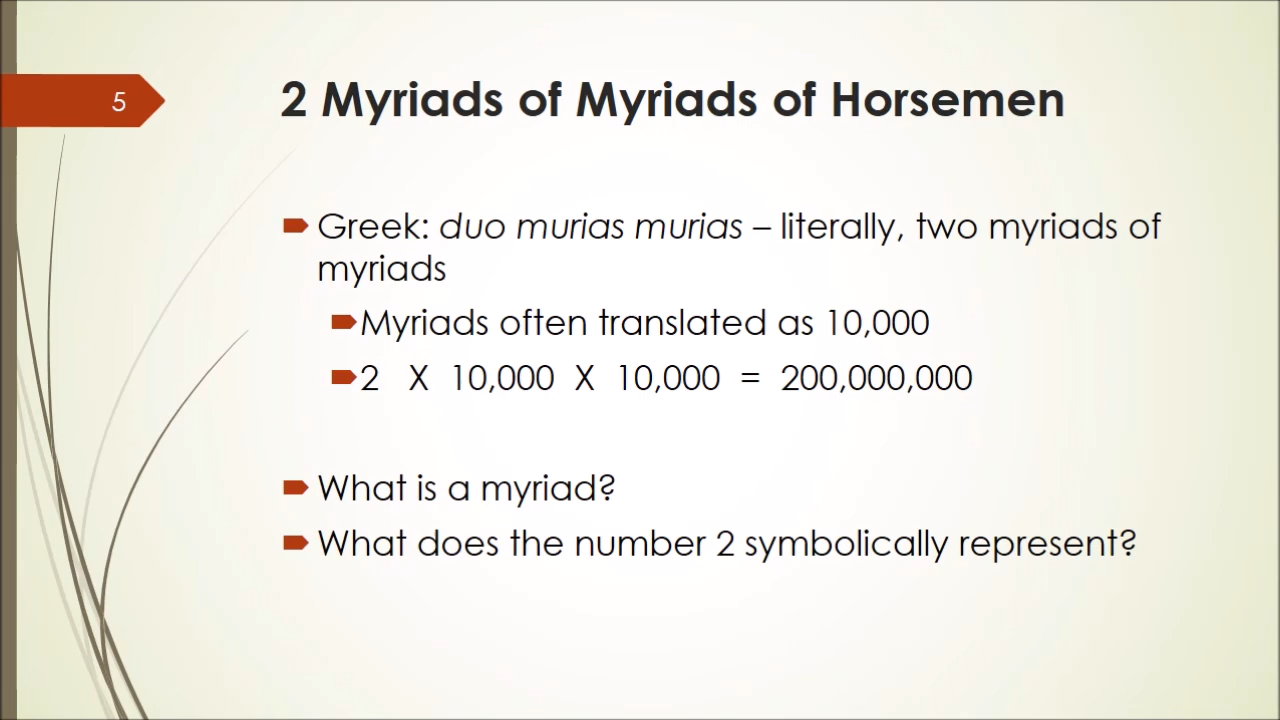 5
2 Myriads of Myriads of Horsemen
Greek: duo murias murias – literally, two myriads of
myriads
Myriads often translated as 10,000
2 X 10,000 X 10,000 = 200,000,000
What is a myriad?
What does the number 2 symbolically represent?